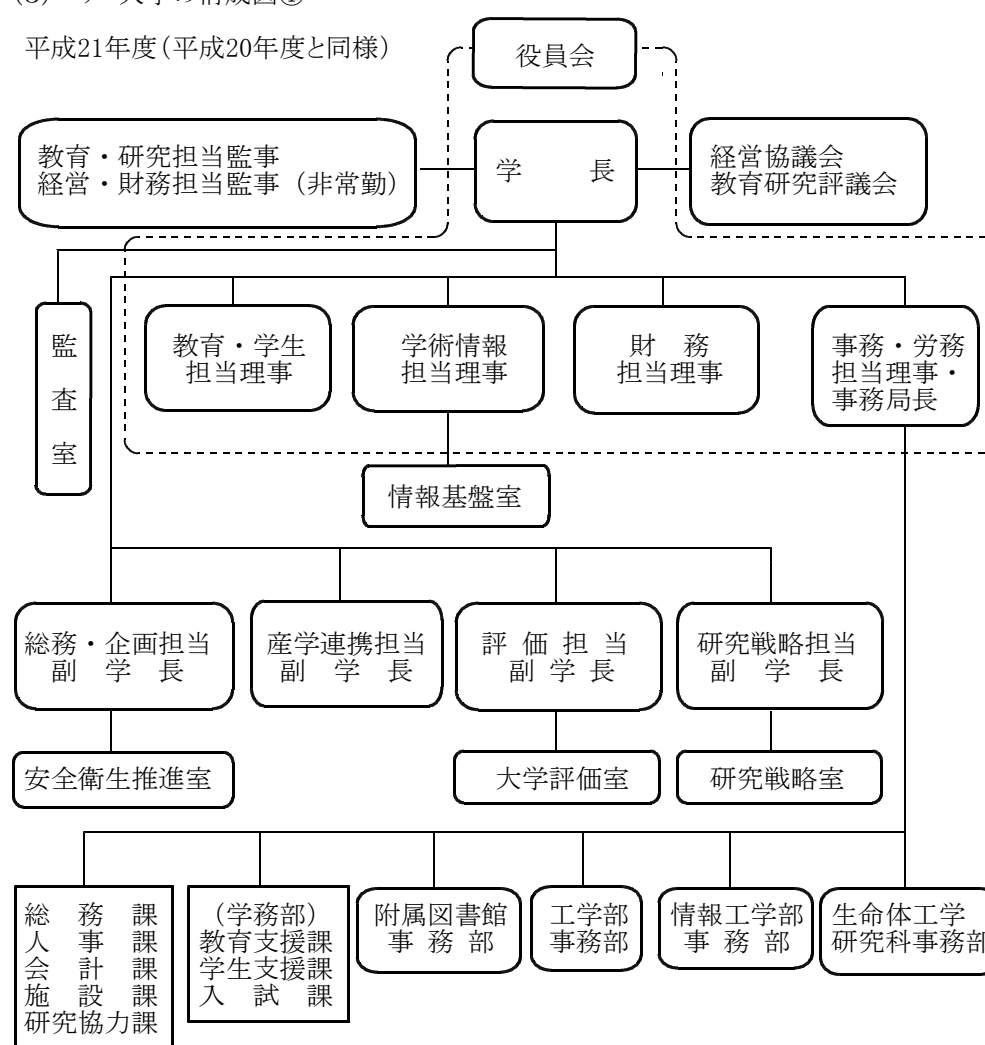 平成21年度（平成20年度と同様）
役員会
教育・研究担当監事
経営・財務担当監事（非常勤）
学　長
経営協議会
教育研究評議会
監査室
教育・学生
担当理事
学術情報
担当理事
財　務
担当理事
事務・労務
担当理事・
事務局長
情報基盤室
総務・企画担当
副　学　長
産学連携担当
副　学　長
評　価　担　当
副　学　長
研究戦略担当
副　学　長
安全衛生推進室
大学評価室
研究戦略室
総　務　課
人　事　課
会　計　課
施　設　課
研究協力課
（学務部）
教育支援課
学生支援課
入　試　課
附属図書館
事　務　部
工学部
事務部
情報工学部
事　務　部
生命体工学
研究科事務部